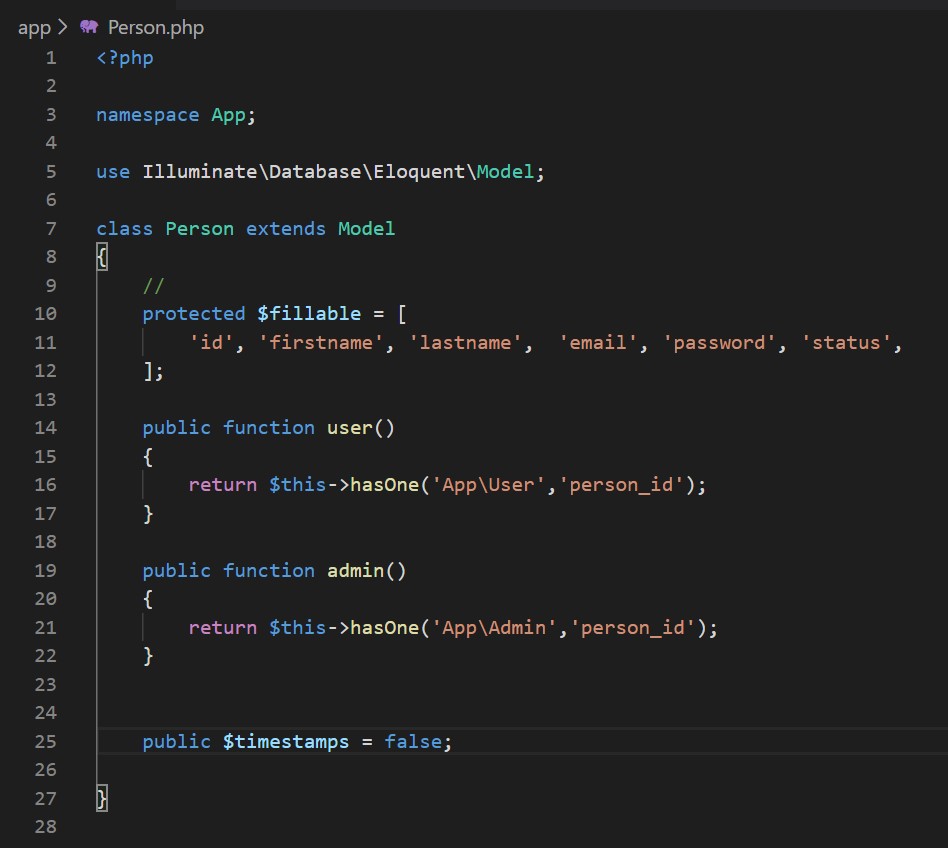 app > Person.php
1 <?php
2
3 namespace App;
4
5 use Illuminate\Database\Eloquent\Model;
6
7 class Person extends Model
8 {
9     //
10     protected $fillable = [
11         'id', 'firstname', 'lastname',  'email', 'password', 'status',
12     ];
13
14     public function user()
15     {
16         return $this->hasOne('App\User','person_id');
17     }
18
19     public function admin()
20     {
21         return $this->hasOne('App\Admin','person_id');
22     }
23
24
25     public $timestamps = false;
26
27 }
28